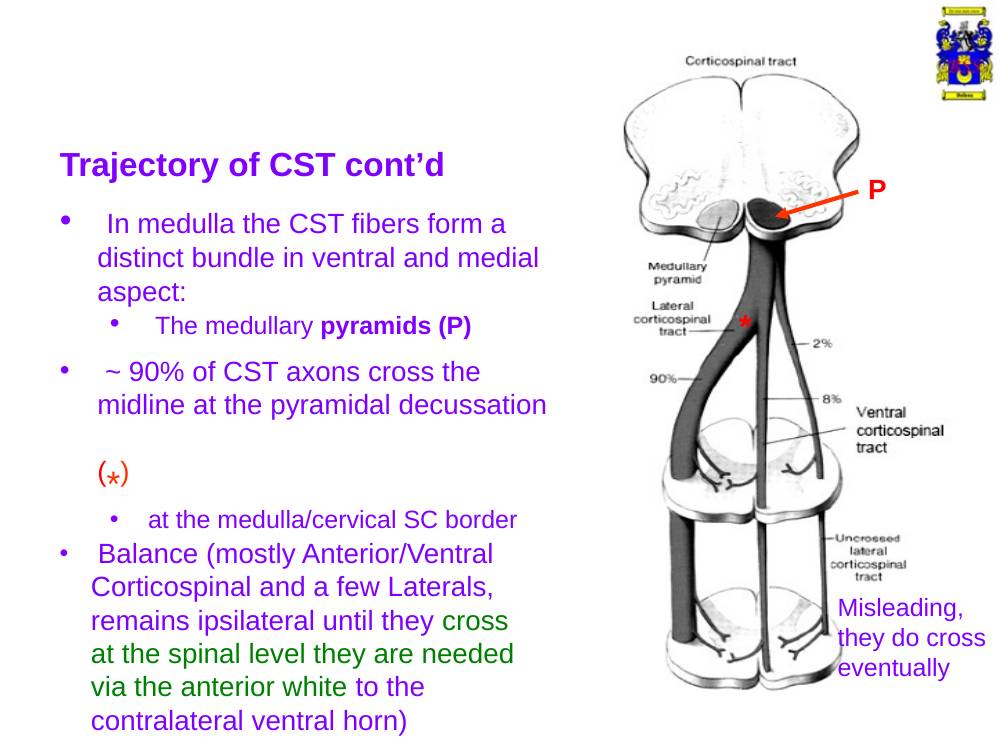 Corticospinal tract
Trajectory of CST cont’d
P
• In medulla the CST fibers form a
distinct bundle in ventral and medial
aspect:
• The medullary pyramids (P)
• ~ 90% of CST axons cross the
midline at the pyramidal decussation
(*)
• at the medulla/cervical SC border
• Balance (mostly Anterior/Ventral
Corticospinal and a few Laterals,
remains ipsilateral until they cross
at the spinal level they are needed
via the anterior white to the
contralateral ventral horn)
Medullary
pyramid
Lateral
corticospinal
tract
*
2%
90%
8%
Ventral
corticospinal
tract
Uncrossed
lateral
corticospinal
tract
Misleading,
they do cross
eventually